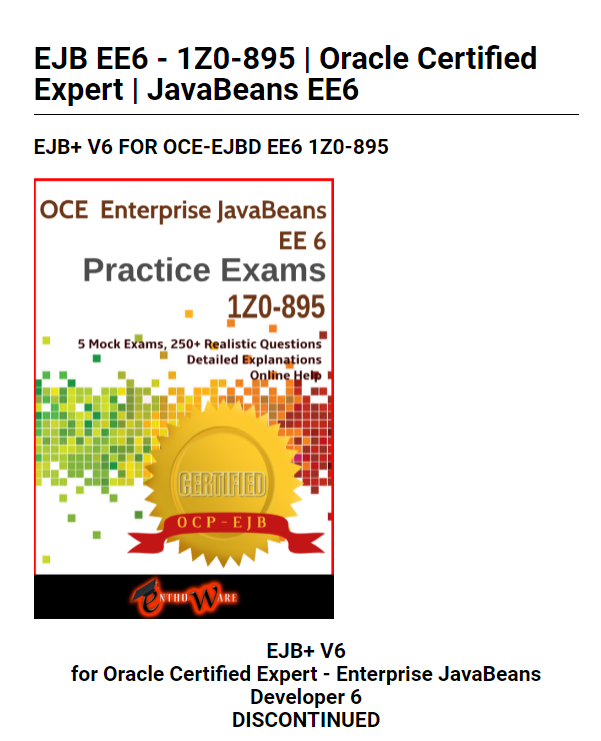 EJB EE6 - 1Z0-895 | Oracle Certified
Expert | JavaBeans EE6
EJB+ V6 FOR OCE-EJBD EE6 1Z0-895
OCE Enterprise JavaBeans
EE 6
Practice Exams
1Z0-895
5 Mock Exams, 250+ Realistic Questions
Detailed Explanations
Online Help
CERTIFIED
OCP-EJB
ENTHUWARE
EJB+ V6
for Oracle Certified Expert - Enterprise JavaBeans
Developer 6
DISCONTINUED